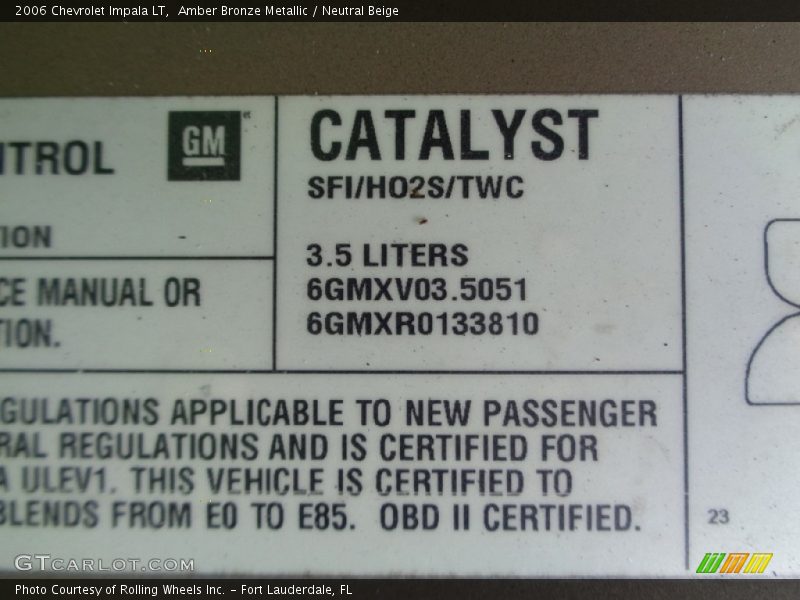 2006 Chevrolet Impala LT,  Amber Bronze Metallic / Neutral Beige
NTROL
GM
CATALYST
SFI/HO2S/TWC
ION
3.5 LITERS
CE MANUAL OR
6GMXV03.5051
TION.
6GMXR0133810
GULATIONS APPLICABLE TO NEW PASSENGER
RAL REGULATIONS AND IS CERTIFIED FOR
A ULEV1. THIS VEHICLE IS CERTIFIED TO
BLENDS FROM E0 TO E85. OBD II CERTIFIED.
23
GTCARLOT.COM
Photo Courtesy of Rolling Wheels Inc. – Fort Lauderdale, FL